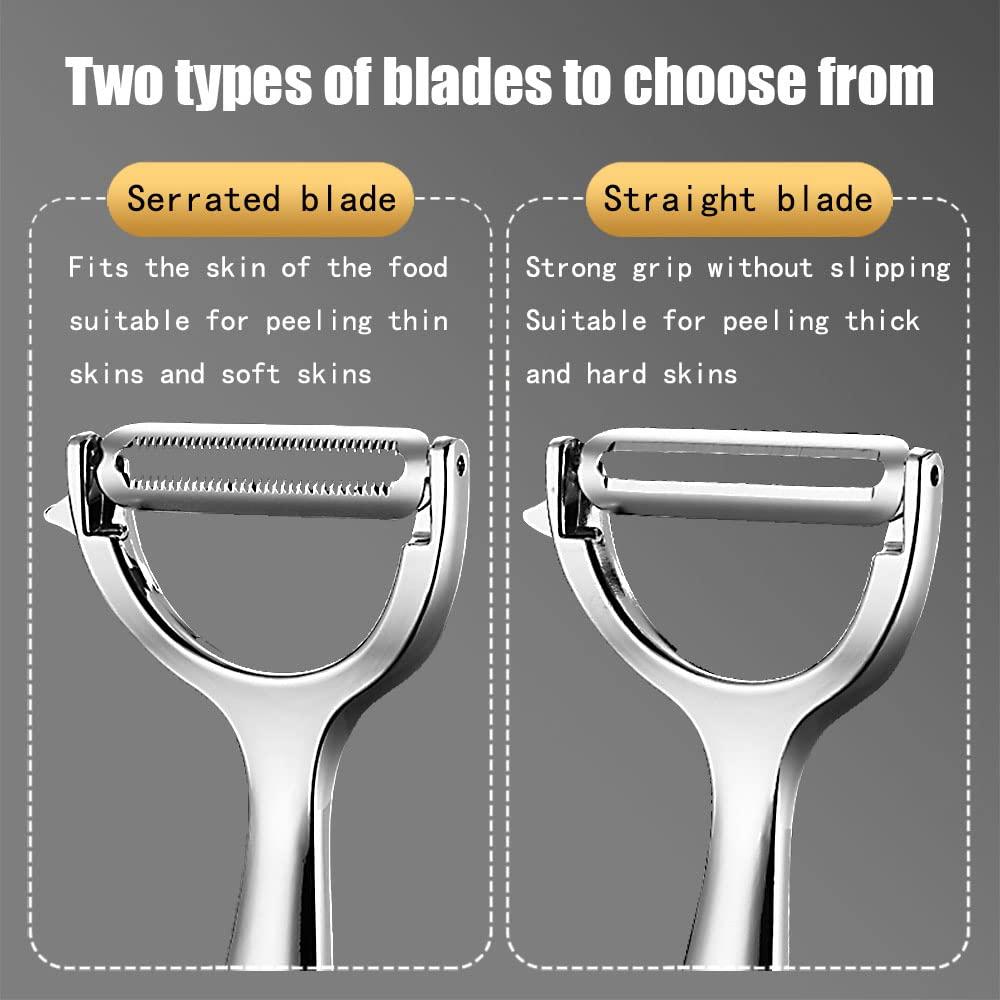 Two types of blades to choose from
Serrated blade
Fits the skin of the food
suitable for peeling thin
skins and soft skins
Straight blade
Strong grip without slipping
Suitable for peeling thick
and hard skins